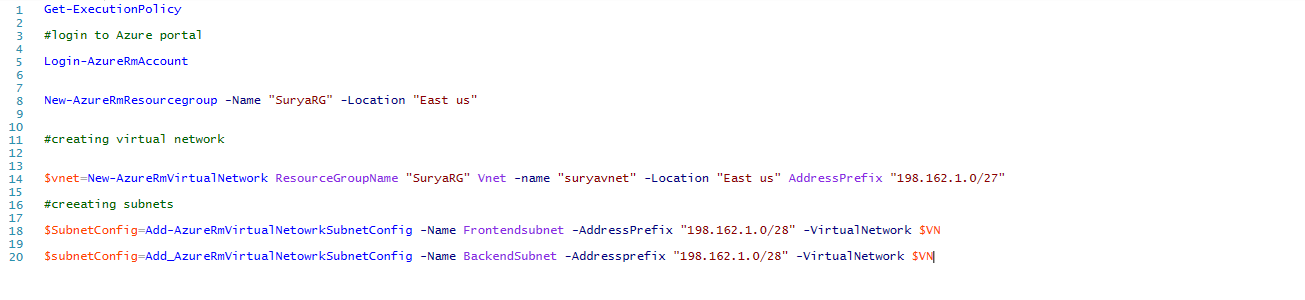 1 Get-ExecutionPolicy
2
3 #login to Azure portal
4
5 Login-AzureRmAccount
6
7
8 New-AzureRmResourcegroup -Name "SuryaRG" -Location "East us"
9
10
11 #creating virtual network
12
13
14 $vnet=New-AzureRmVirtualNetwork ResourceGroupName "SuryaRG" Vnet -name "suryavnet" -Location "East us" AddressPrefix "198.162.1.0/27"
15
16 #creeating subnets
17
18 $SubnetConfig=Add-AzureRmVirtualNetowrkSubnetConfig -Name Frontendsubnet -AddressPrefix "198.162.1.0/28" -VirtualNetwork $VN
19
20 $subnetConfig=Add_AzureRmVirtualNetowrkSubnetConfig -Name BackendSubnet -Addressprefix "198.162.1.0/28" -VirtualNetwork $VN